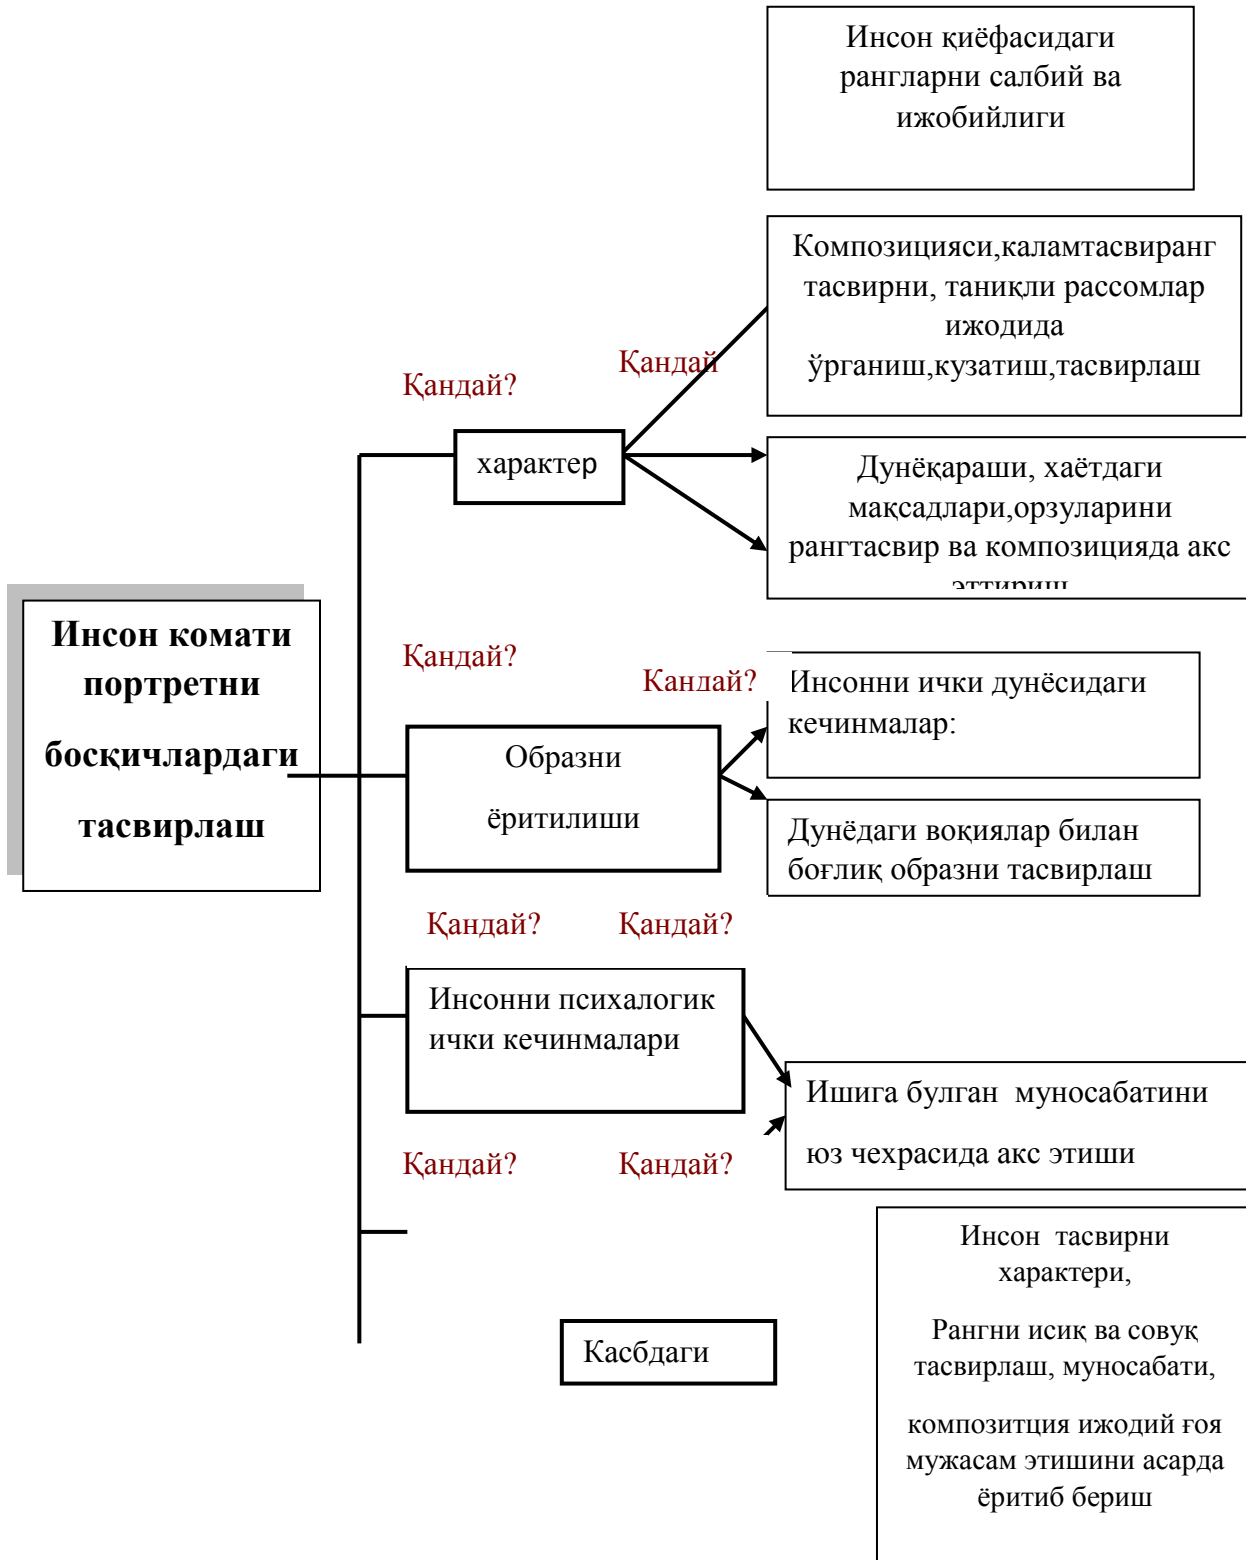 Инсон қиёфасидаги
рангларни салбий ва
ижобийлиги
Композицияси,каламтасвиранг
тасвирни, таниқли рассомлар
ижодида
ўрганиш,кузатиш,тасвирлаш
Қандай?
Қандай
характер
Дунёқараши, хаётдаги
мақсадлари,орзуларини
рангтасвир ва композицияда акс
эттириш
Инсон комати
портретни
босқичлардаги
тасвирлаш
Қандай?
Қандай?
Инсонни ички дунёсидаги
кечинмалар:
Образни
ёритилиши
Дунёдаги воқиялар билан
боғлиқ образни тасвирлаш
Қандай?
Қандай?
Инсонни психалогик
ички кечинмалари
Ишига булган муносабатини
юз чехрасида акс этиши
Қандай?
Қандай?
Инсон тасвирни
характери,
Рангни исиқ ва совуқ
тасвирлаш, муносабати,
композитция ижодий ғоя
мужасам этишини асарда
ёритиб бериш
Касбдаги